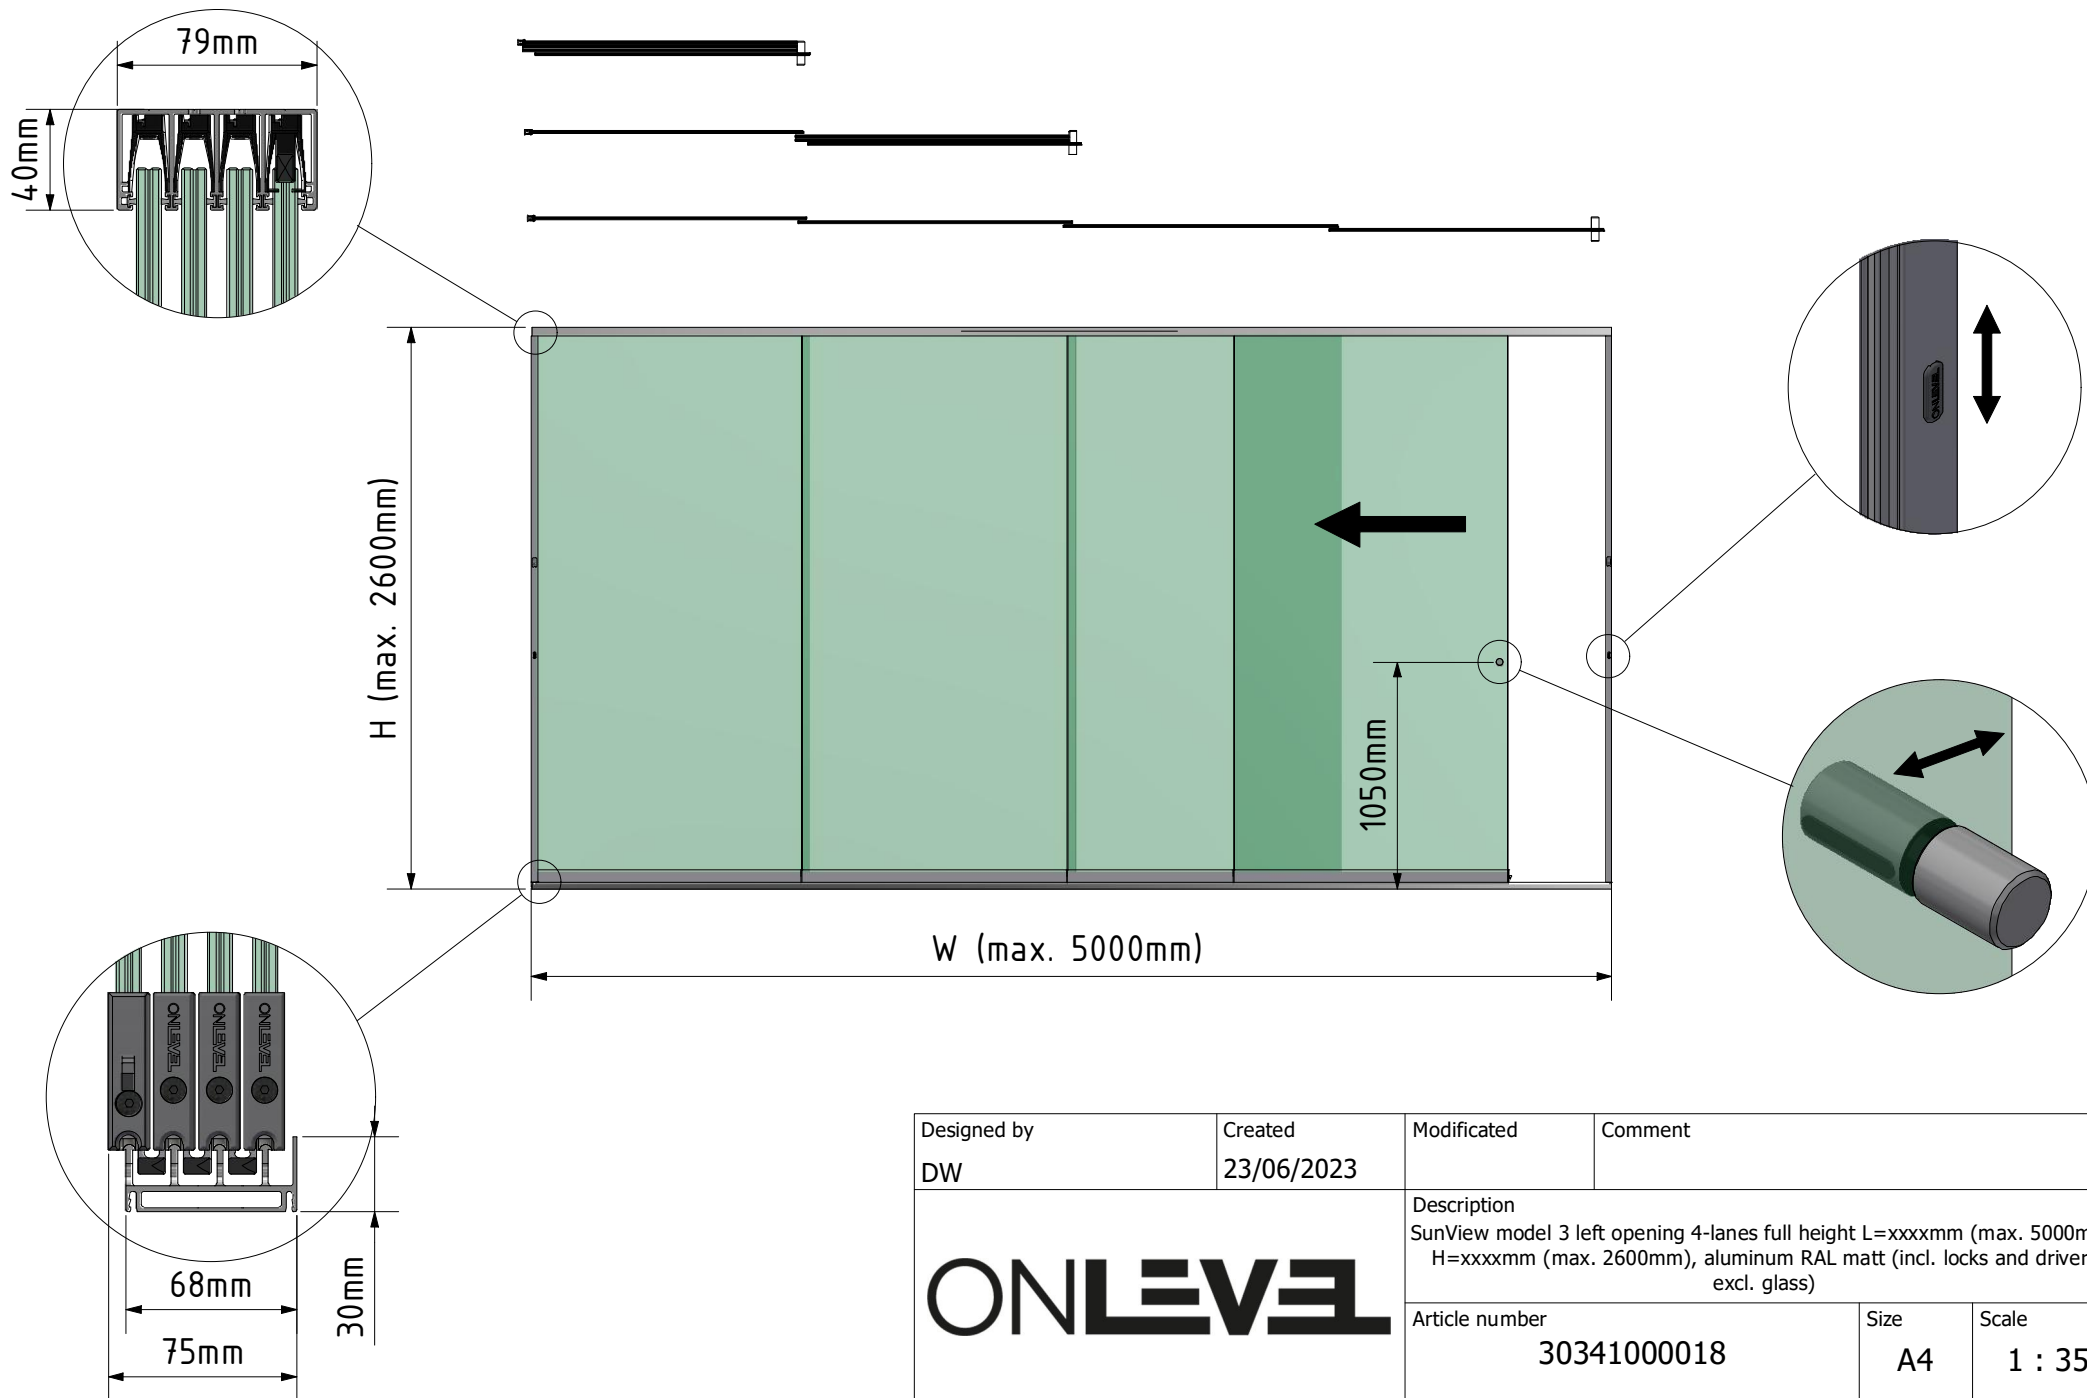 79mm
40mm
H (max. 2600mm)
1050mm
W (max. 5000mm)
ONLEVEL
ONLEVEL
ONLEVEL
ONLEVEL
68mm
75mm
30mm
Designed by
DW
Created
23/06/2023
Modificated
Comment
ONLEVEL
Description
SunView model 3 left opening 4-lanes full height L=xxxxmm (max. 5000m
H=xxxxmm (max. 2600mm), aluminum RAL matt (incl. locks and driver
excl. glass)
Article number
30341000018
Size
A4
Scale
1 : 35